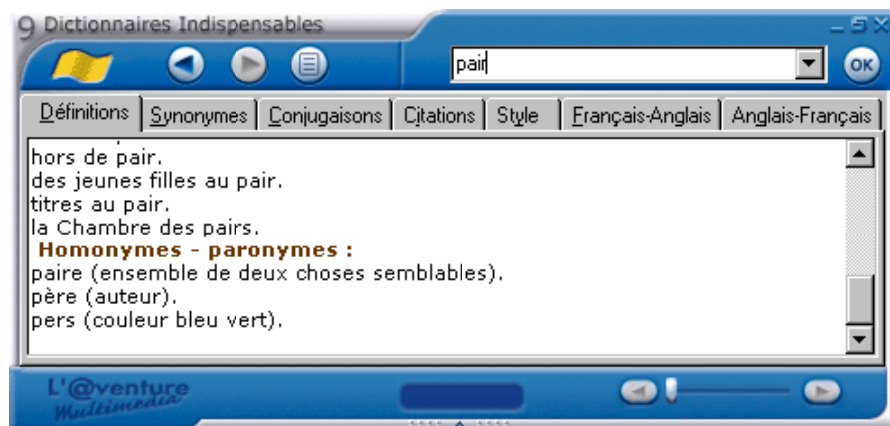 9 Dictionnaires Indispensables
pair
OK
Définitions Synonymes Conjugaisons Citations Style Français-Anglais Anglais-Français
hors de pair.
des jeunes filles au pair.
titres au pair.
la Chambre des pairs.
Homonymes - paronymes :
paire (ensemble de deux choses semblables).
père (auteur).
pers (couleur bleu vert).
L'@venture
Multimedia